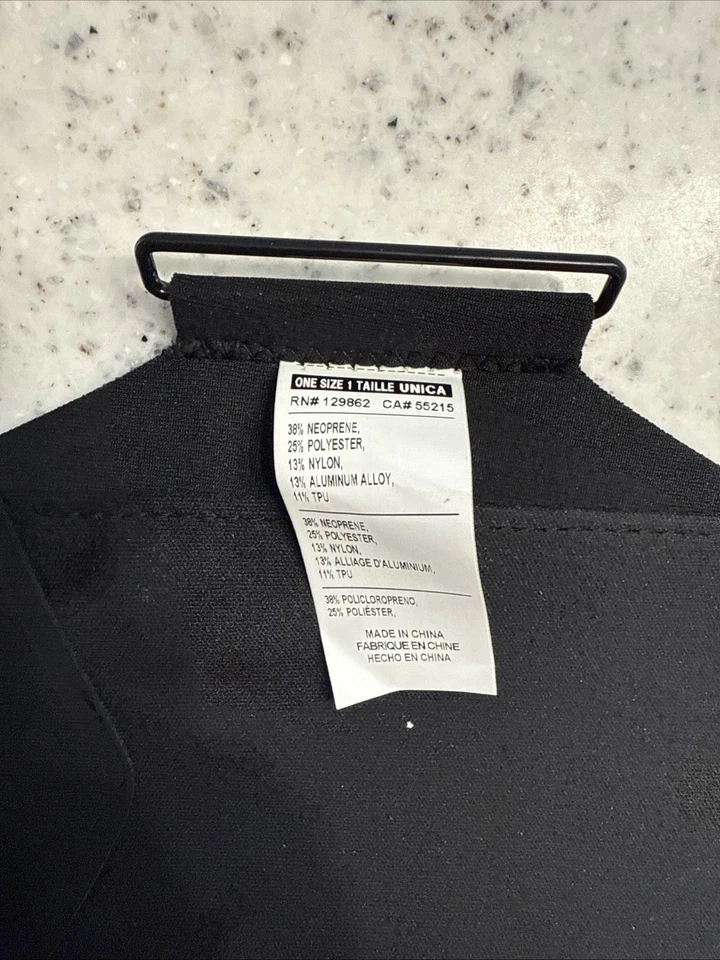 ONE SIZE 1 TAILLE UNICA
RN# 129862 CA# 55215
38% NEOPRENE,
25% POLYESTER,
13% NYLON,
13% ALUMINUM ALLOY,
11% TPU
38% NEOPRENE,
25% POLYESTER,
13% NYLON,
13% ALLIAGE D'ALUMINIUM,
11% TPU
38% POLICLOROPRENO,
25% POLIÉSTER,
MADE IN CHINA
FABRIQUE EN CHINE
HECHO EN CHINA